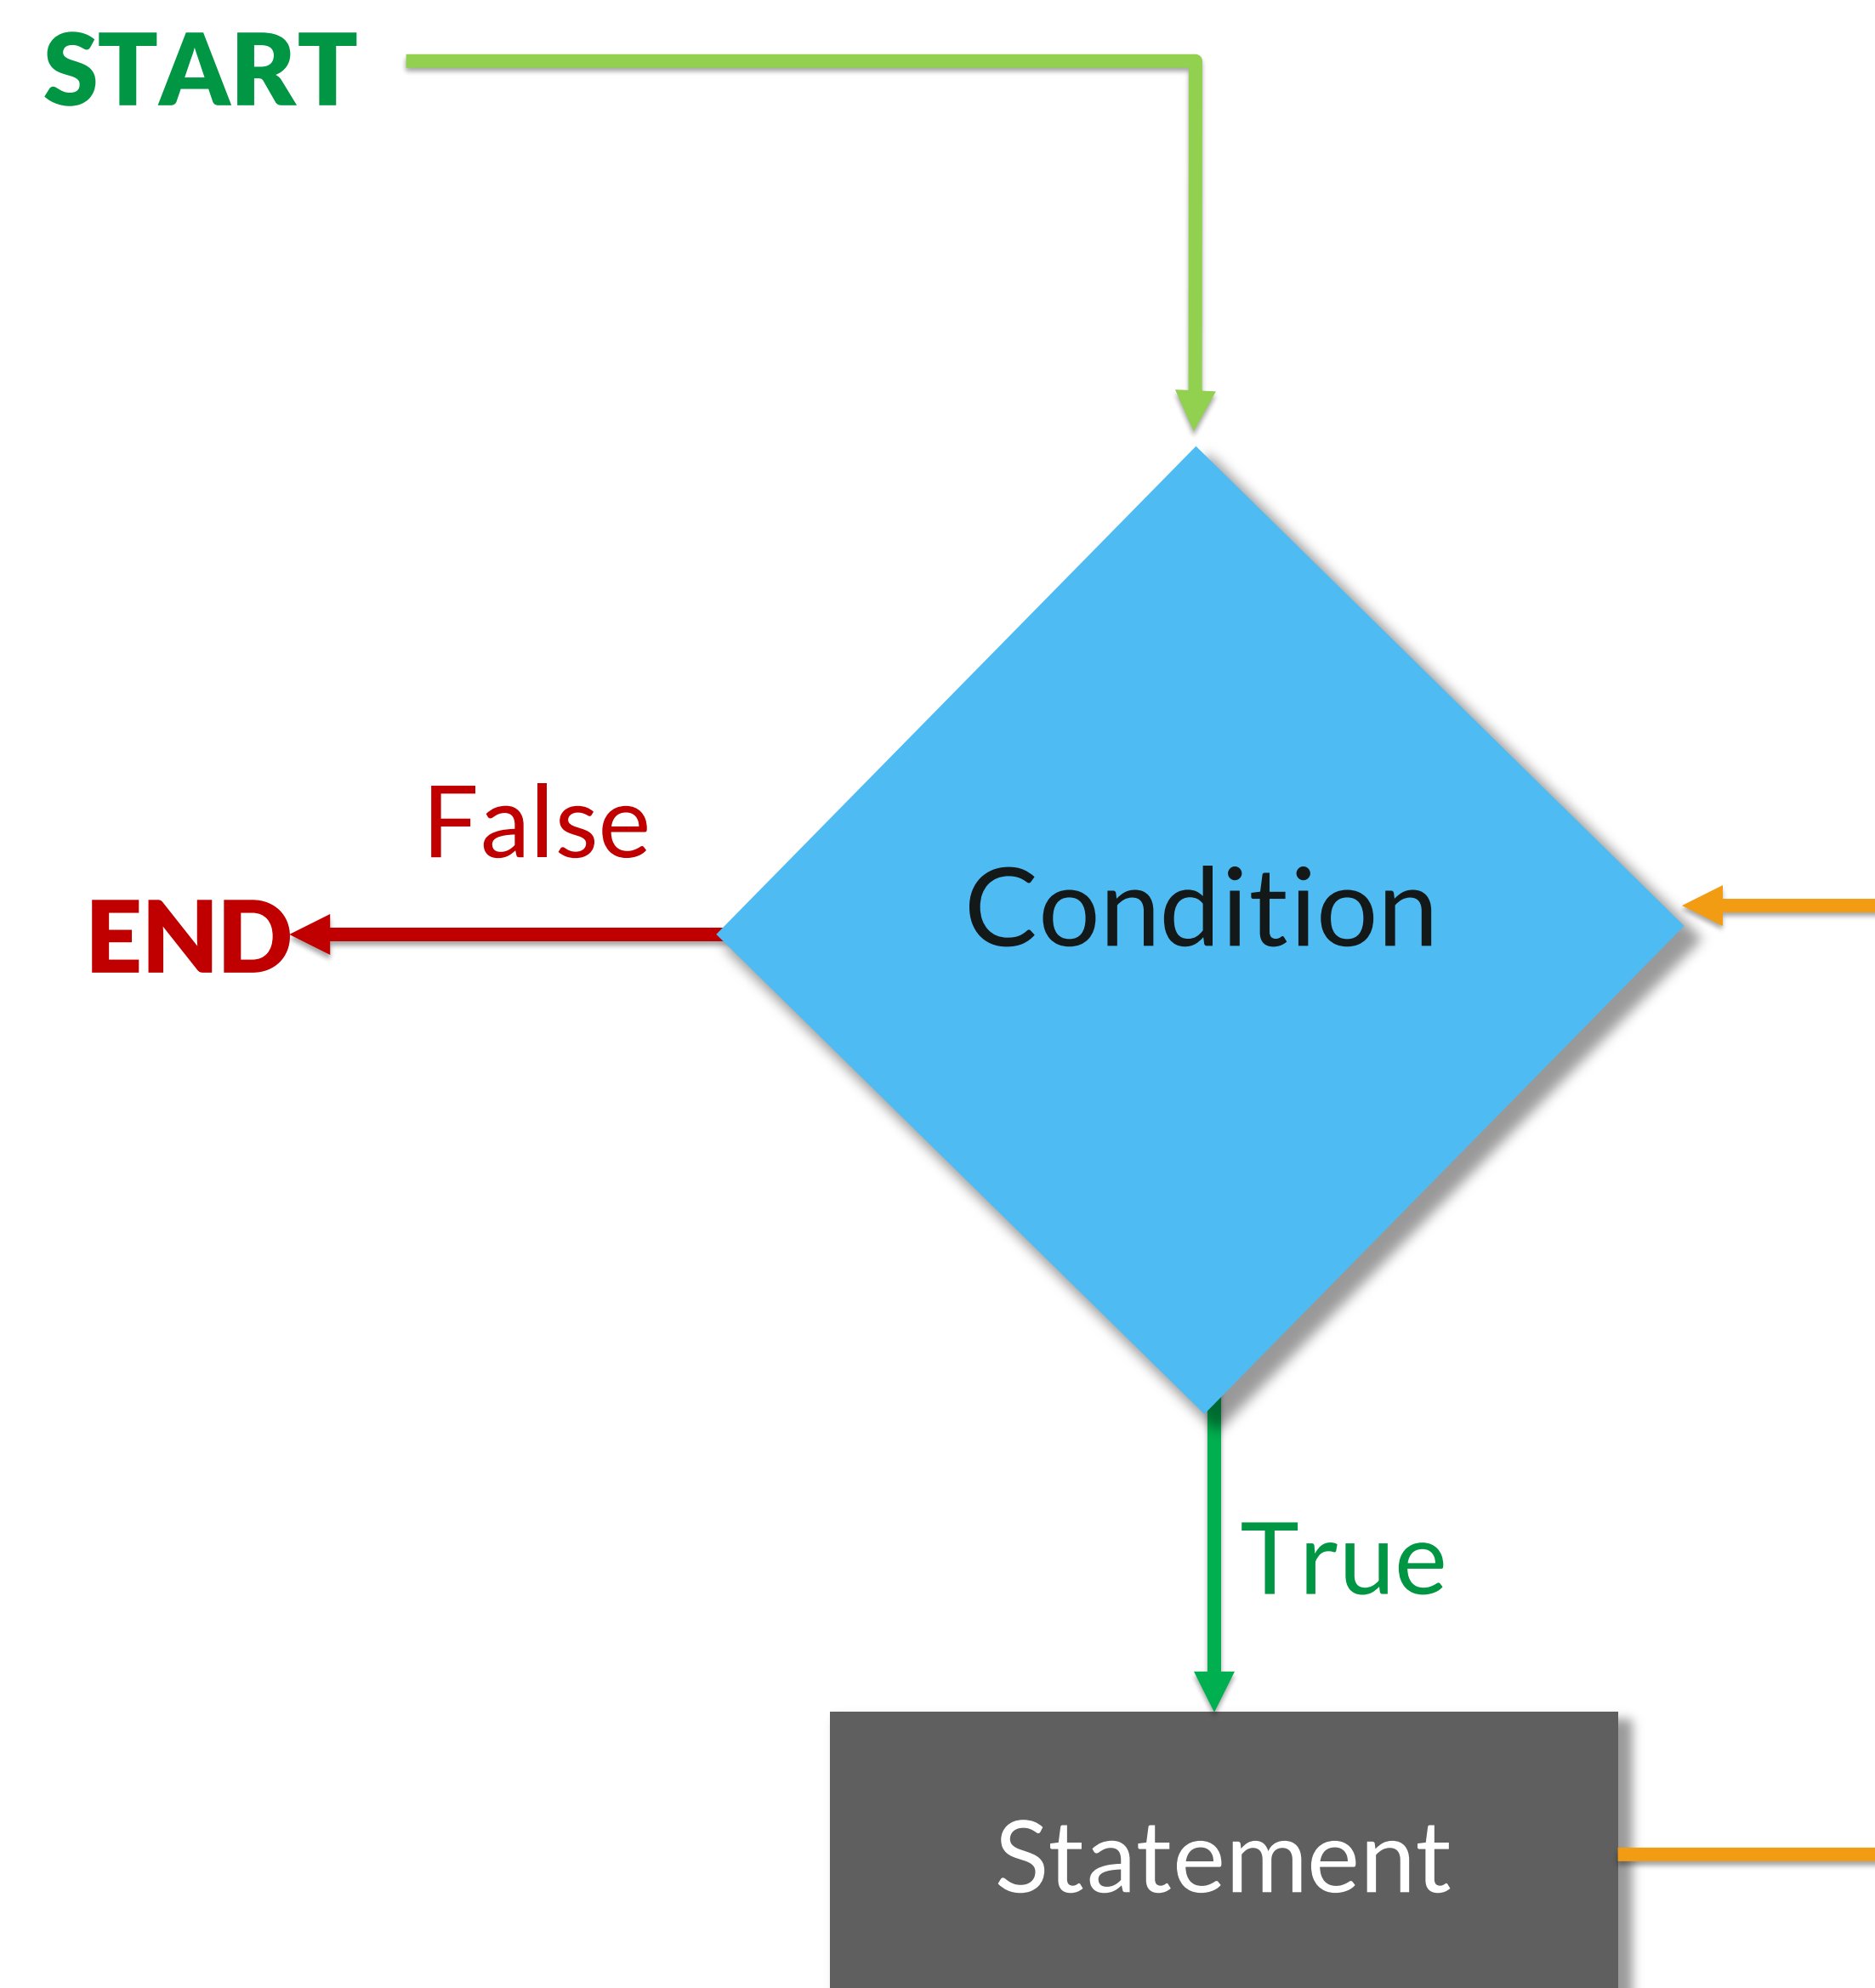 START
False
END
Condition
True
Statement